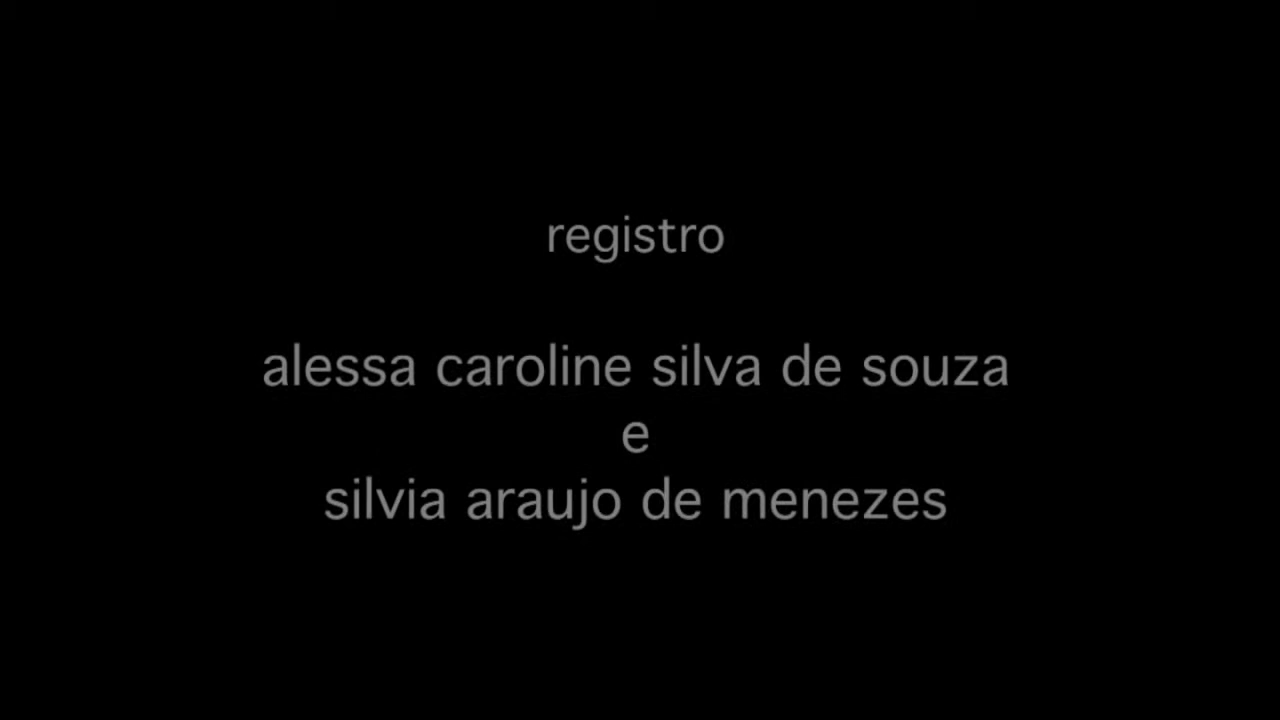 registro
alessa caroline silva de souza
e
silvia araujo de menezes